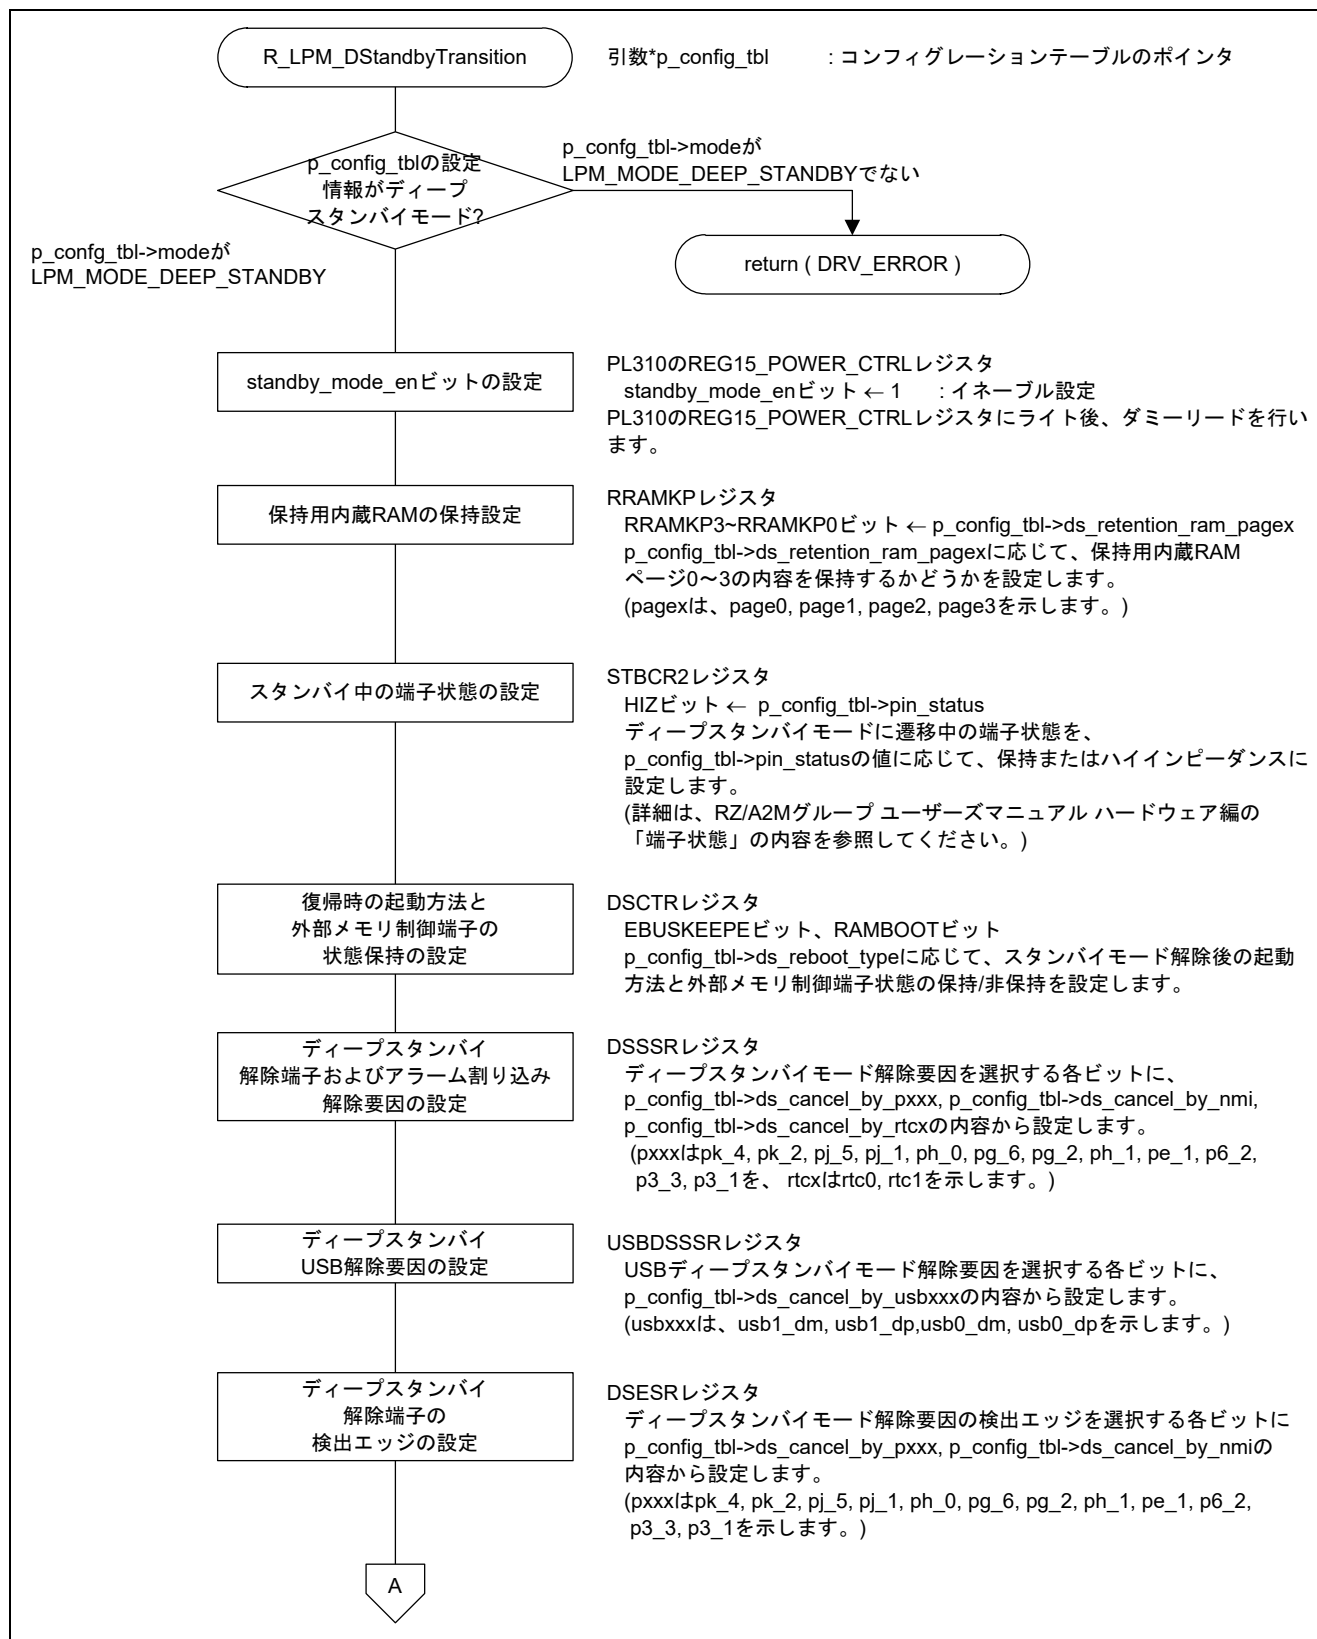 R_LPM_DStandbyTransition
引数*p_config_tbl : コンフィグレーションテーブルのポインタ
p_config_tblの設定
情報がディープ
スタンバイモード?
p_confg_tbl->modeが
LPM_MODE_DEEP_STANDBYでない
return ( DRV_ERROR )
p_confg_tbl->modeが
LPM_MODE_DEEP_STANDBY
standby_mode_enビットの設定
PL310のREG15_POWER_CTRLレジスタ
standby_mode_enビット ← 1 : イネーブル設定
PL310のREG15_POWER_CTRLレジスタにライト後、ダミーリードを行い
ます。
保持用内蔵RAMの保持設定
RRAMKPレジスタ
RRAMKP3~RRAMKP0ビット ← p_config_tbl->ds_retention_ram_pagex
p_config_tbl->ds_retention_ram_pagexに応じて、保持用内蔵RAM
ページ0～3の内容を保持するかどうかを設定します。
(pagexは、page0, page1, page2, page3を示します。)
スタンバイ中の端子状態の設定
STBCR2レジスタ
HIZビット ← p_config_tbl->pin_status
ディープスタンバイモードに遷移中の端子状態を、
p_config_tbl->pin_statusの値に応じて、保持またはハイインピーダンスに
設定します。
(詳細は、RZ/A2Mグループ ユーザーズマニュアル ハードウェア編の
「端子状態」の内容を参照してください。)
復帰時の起動方法と
外部メモリ制御端子の
状態保持の設定
DSCTRレジスタ
EBUSKEEPEビット、RAMBOOTビット
p_config_tbl->ds_reboot_typeに応じて、スタンバイモード解除後の起動
方法と外部メモリ制御端子状態の保持/非保持を設定します。
ディープスタンバイ
解除端子およびアラーム割り込み
解除要因の設定
DSSSRレジスタ
ディープスタンバイモード解除要因を選択する各ビットに、
p_config_tbl->ds_cancel_by_pxxx, p_config_tbl->ds_cancel_by_nmi,
p_config_tbl->ds_cancel_by_rtcxの内容から設定します。
(pxxxはpk_4, pk_2, pj_5, pj_1, ph_0, pg_6, pg_2, ph_1, pe_1, p6_2,
p3_3, p3_1を、 rtcxはrtc0, rtc1を示します。)
ディープスタンバイ
USB解除要因の設定
USBDSSSRレジスタ
USBディープスタンバイモード解除要因を選択する各ビットに、
p_config_tbl->ds_cancel_by_usbxxxの内容から設定します。
(usbxxxは、usb1_dm, usb1_dp,usb0_dm, usb0_dpを示します。)
ディープスタンバイ
解除端子の
検出エッジの設定
DSESRレジスタ
ディープスタンバイモード解除要因の検出エッジを選択する各ビットに
p_config_tbl->ds_cancel_by_pxxx, p_config_tbl->ds_cancel_by_nmiの
内容から設定します。
(pxxxはpk_4, pk_2, pj_5, pj_1, ph_0, pg_6, pg_2, ph_1, pe_1, p6_2,
p3_3, p3_1を示します。)
A